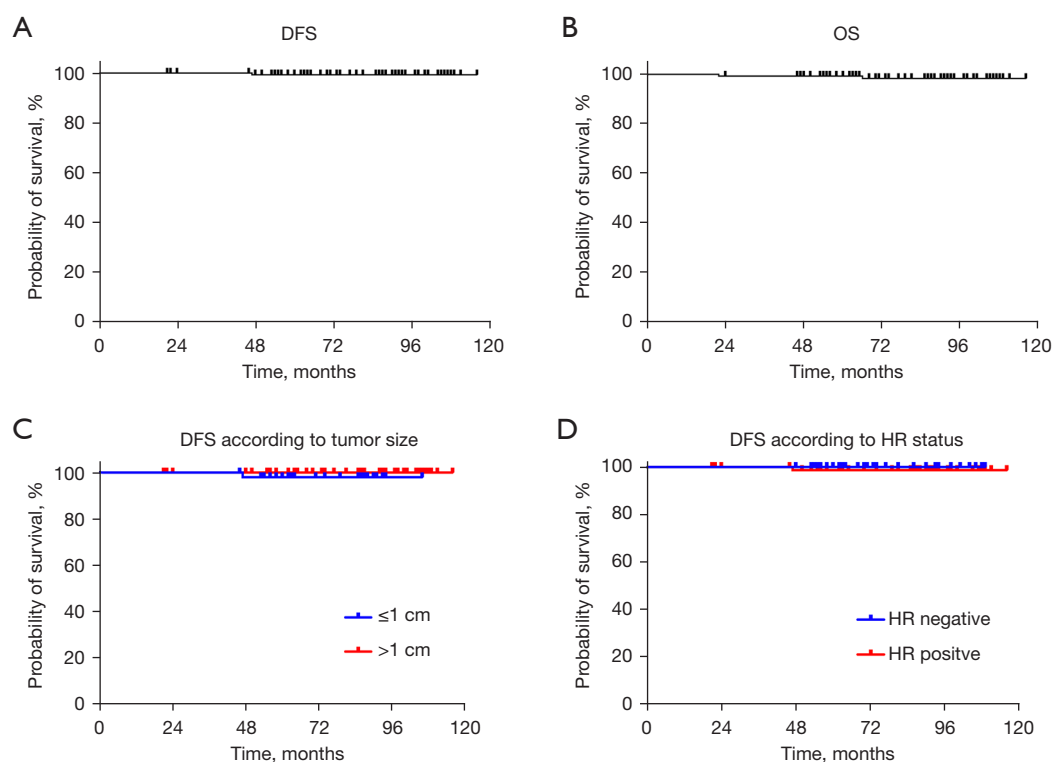 A
DFS
Probability of survival, %
100
80
60
40
20
0
0 24 48 72 96 120
Time, months
B
OS
Probability of survival, %
100
80
60
40
20
0
0 24 48 72 96 120
Time, months
C
DFS according to tumor size
Probability of survival, %
100
80
60
40
20
0
≤1 cm
>1 cm
0 24 48 72 96 120
Time, months
D
DFS according to HR status
Probability of survival, %
100
80
60
40
20
0
HR negative
HR positve
0 24 48 72 96 120
Time, months